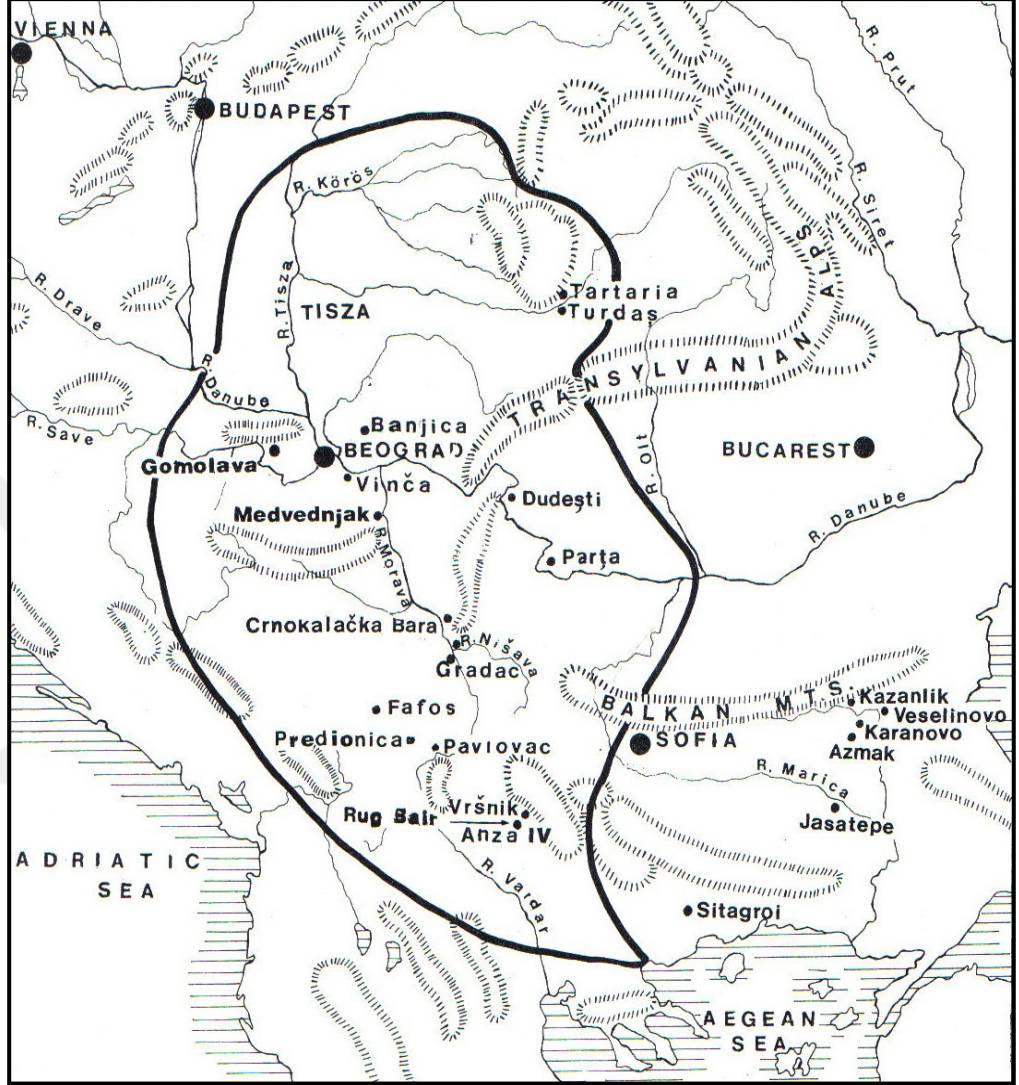 VIENNA
BUDAPEST
R. Prut
R. Körös
R. Siret
R. Tisza
TISZA
R. Drave
Tartaria
Turdaş
TRANSYLVANIAN ALPS
R. Danube
R. Save
Banjica
BEOGRAD
Gomolava
Vinča
BUCAREST
R. Olt
R. Danube
Dudeşti
Medvednjak
R. Morava
Parţa
Crnokalačka Bara
R. Nišava
Gradac
BALKAN MTS.
Kazanlik
Veselinovo
Karanovo
Azmak
Fafos
Predionica
Pavlovac
SOFIA
R. Marica
Jasatepe
Rug Bair
Vršnik
Anza IV
R. Vardar
ADRIATIC
SEA
Sitagroi
AEGEAN
SEA